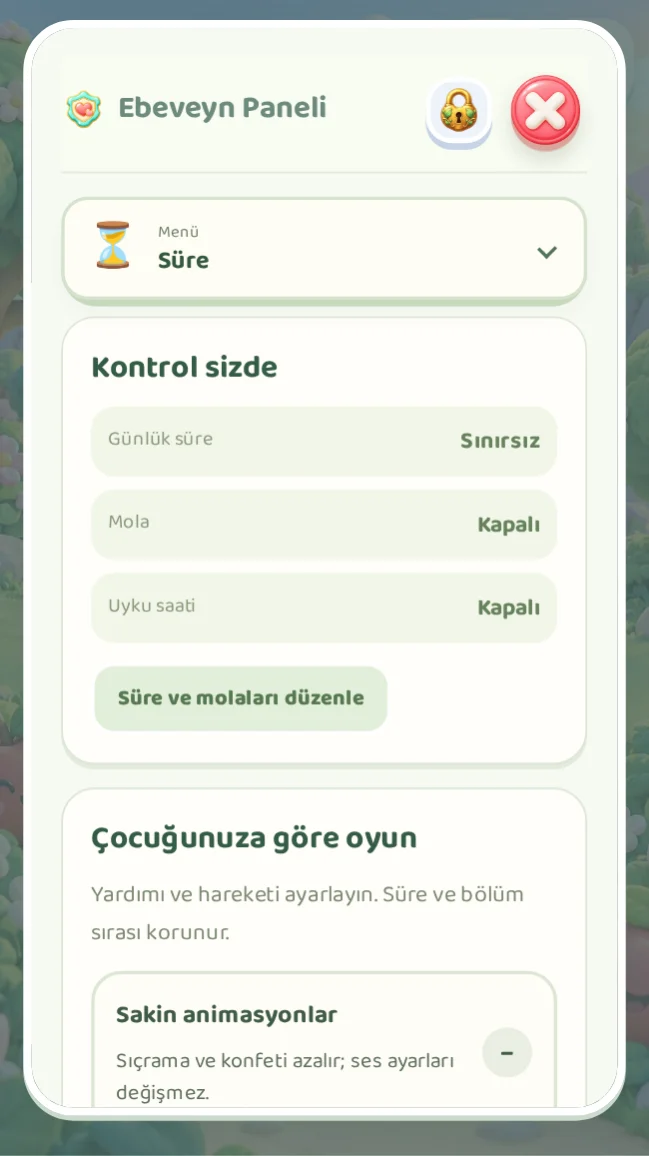 Ebeveyn Paneli
Menü
Süre
Kontrol sizde
Günlük süre Sınırsız
Mola Kapalı
Uyku saati Kapalı
Süre ve molaları düzenle
Çocuğunuza göre oyun
Yardımı ve hareketi ayarlayın. Süre ve bölüm
sırası korunur.
Sakin animasyonlar
Sıçrama ve konfeti azalır; ses ayarları
değişmez.